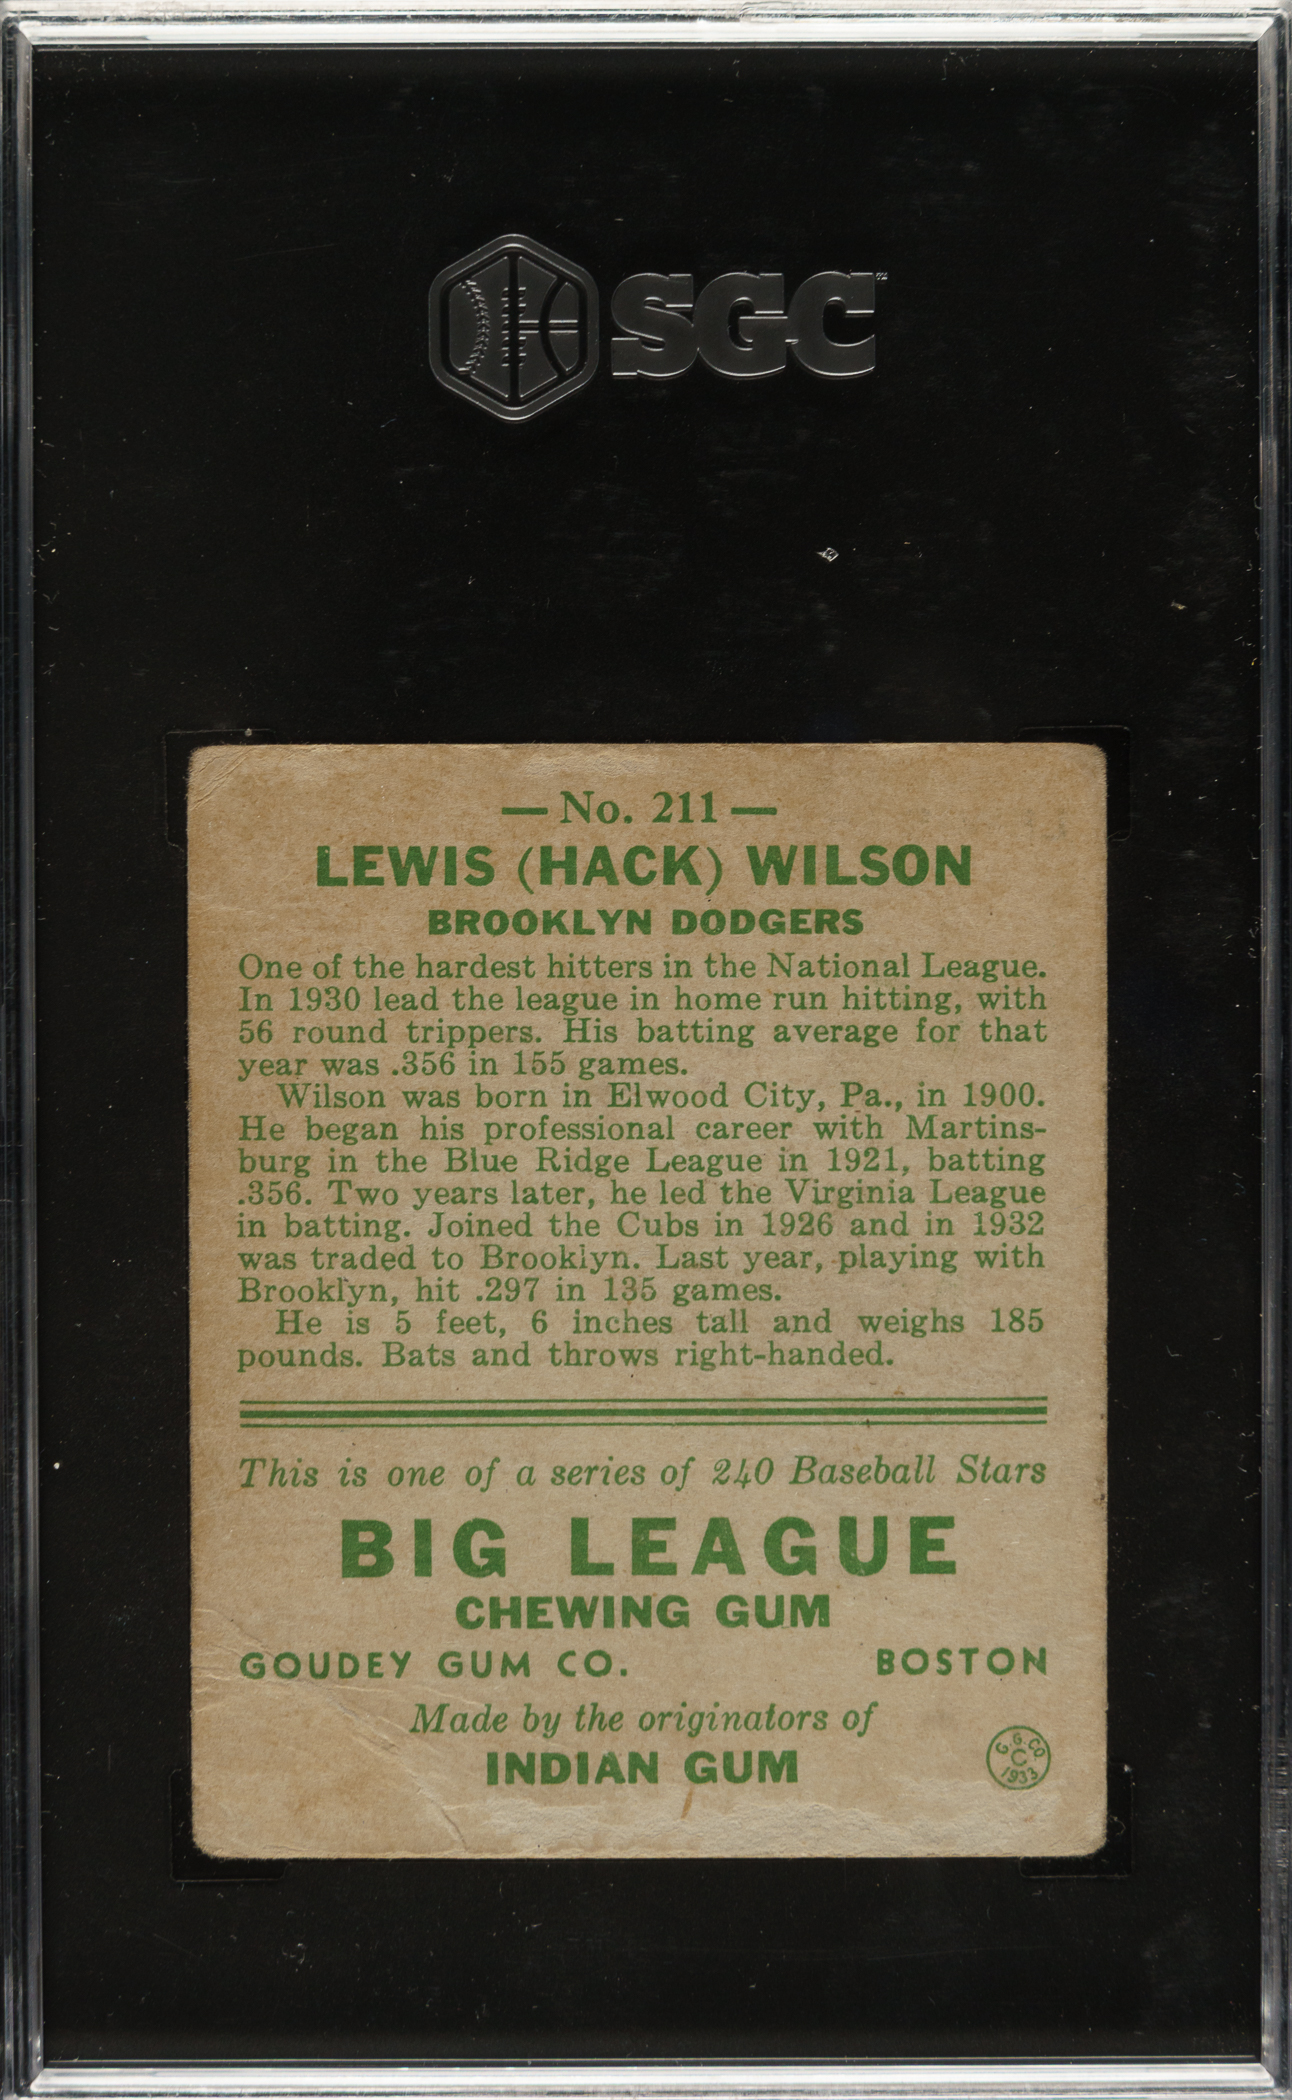 SGC
— No. 211 —
LEWIS (HACK) WILSON
BROOKLYN DODGERS
One of the hardest hitters in the National League.
In 1930 lead the league in home run hitting, with
56 round trippers. His batting average for that
year was .356 in 155 games.
Wilson was born in Elwood City, Pa., in 1900.
He began his professional career with Martins-
burg in the Blue Ridge League in 1921, batting
.356. Two years later, he led the Virginia League
in batting. Joined the Cubs in 1926 and in 1932
was traded to Brooklyn. Last year, playing with
Brooklyn, hit .297 in 135 games.
He is 5 feet, 6 inches tall and weighs 185
pounds. Bats and throws right-handed.
This is one of a series of 240 Baseball Stars
BIG LEAGUE
CHEWING GUM
GOUDEY GUM CO. BOSTON
Made by the originators of
INDIAN GUM
G. G. CO
C
1933